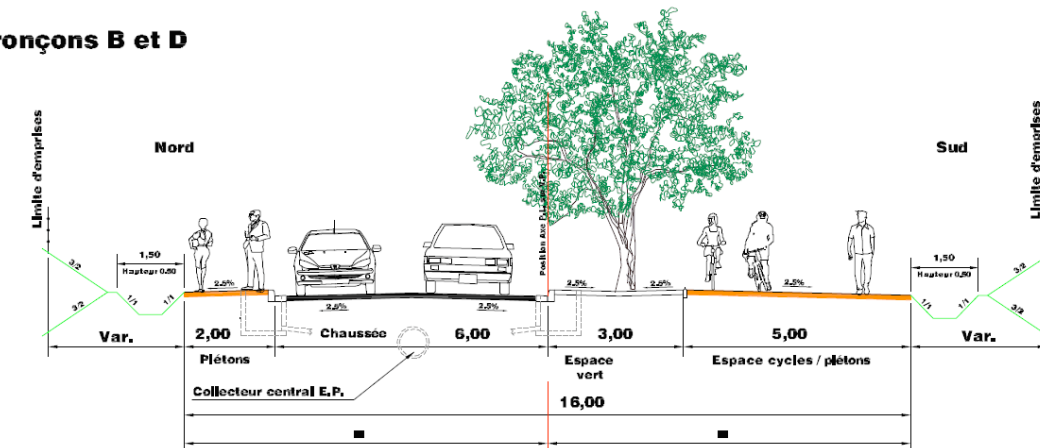 ronçons B et D
Nord
Sud
Limite d'emprises
Limite d'emprises
Position Axe
1,50
Hauteur 0.50
1,50
Hauteur 0,50
3/2
3/2
1/1
1/1
2.5%
2.5%
2.5%
2.5%
2.5%
2.5%
1/1
1/1
3/2
3/2
Var.
2,00
Chaussée
6,00
3,00
5,00
Var.
Piétons
Espace
vert
Espace cycles / piétons
Collecteur central E.P.
16,00
=
=